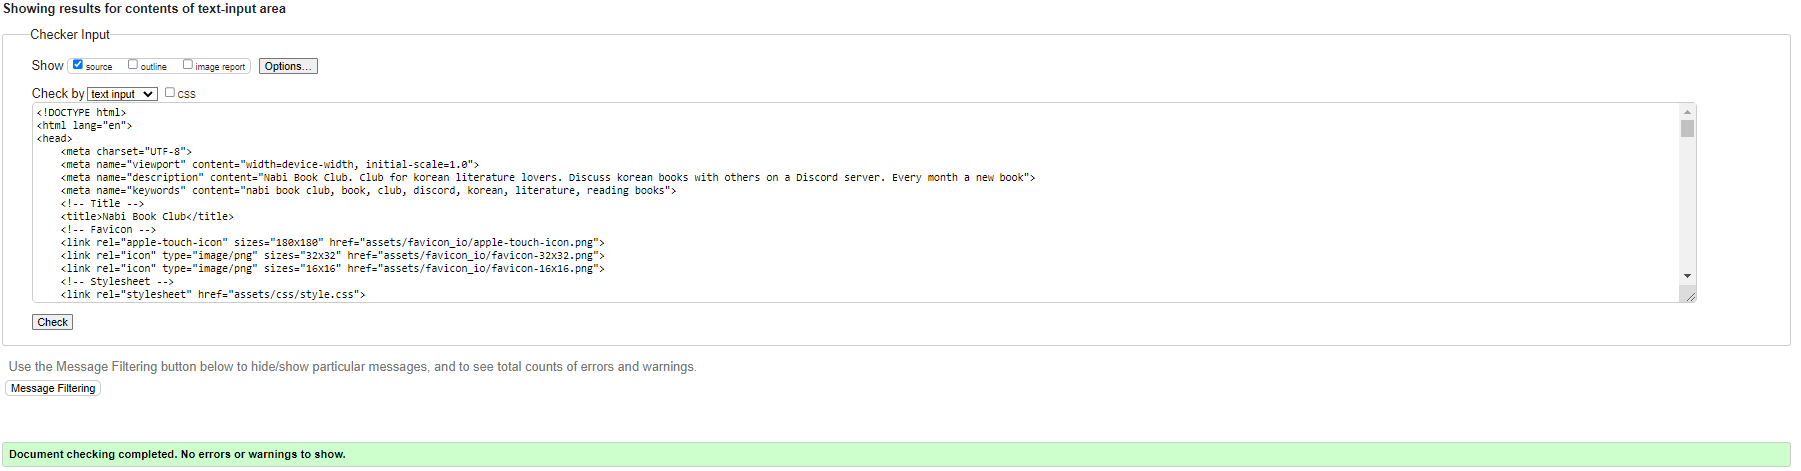 Showing results for contents of text-input area
Checker Input
Show source outline image report Options...
Check by text input css
<!DOCTYPE html>
<html lang="en">
<head>
    <meta charset="UTF-8">
    <meta name="viewport" content="width=device-width, initial-scale=1.0">
    <meta name="description" content="Nabi Book Club. Club for korean literature lovers. Discuss korean books with others on a Discord server. Every month a new book">
    <meta name="keywords" content="nabi book club, book, club, discord, korean, literature, reading books">
    <!-- Title -->
    <title>Nabi Book Club</title>
    <!-- Favicon -->
    <link rel="apple-touch-icon" sizes="180x180" href="assets/favicon_io/apple-touch-icon.png">
    <link rel="icon" type="image/png" sizes="32x32" href="assets/favicon_io/favicon-32x32.png">
    <link rel="icon" type="image/png" sizes="16x16" href="assets/favicon_io/favicon-16x16.png">
    <!-- Stylesheet -->
    <link rel="stylesheet" href="assets/css/style.css">
Check
Use the Message Filtering button below to hide/show particular messages, and to see total counts of errors and warnings.
Message Filtering
Document checking completed. No errors or warnings to show.